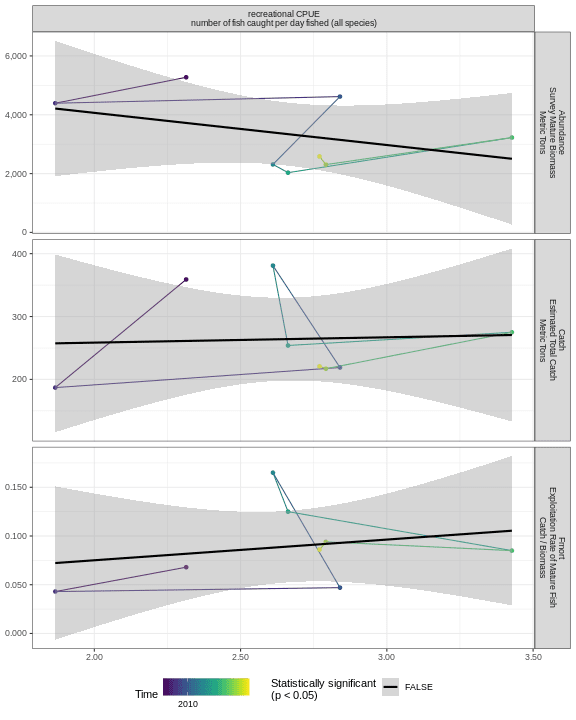 recreational CPUE
number of fish caught per day fished (all species)
6,000
4,000
2,000
0
Abundance
Survey Mature Biomass
Metric Tons
400
300
200
Catch
Estimated Total Catch
Metric Tons
0.150
0.100
0.050
0.000
Fmort
Exploitation Rate of Mature Fish
Catch / Biomass
2.00
2.50
3.00
3.50
Time
2010
Statistically significant
(p < 0.05)
FALSE